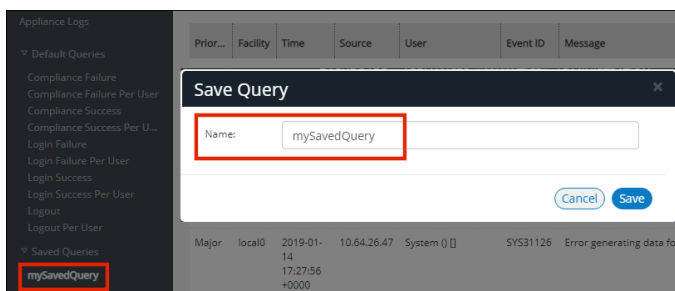 Appliance Logs
Default Queries
Compliance Failure
Compliance Failure Per User
Compliance Success
Compliance Success Per U...
Login Failure
Login Failure Per User
Login Success
Login Success Per User
Logout
Logout Per User
Saved Queries
mySavedQuery
Prior... Facility Time Source User Event ID Message
Save Query ×
Name: mySavedQuery
Cancel Save
Major local0 2019-01- 10.64.26.47 System () [] SYS31126 Error generating data fo
14
17:27:56
+0000